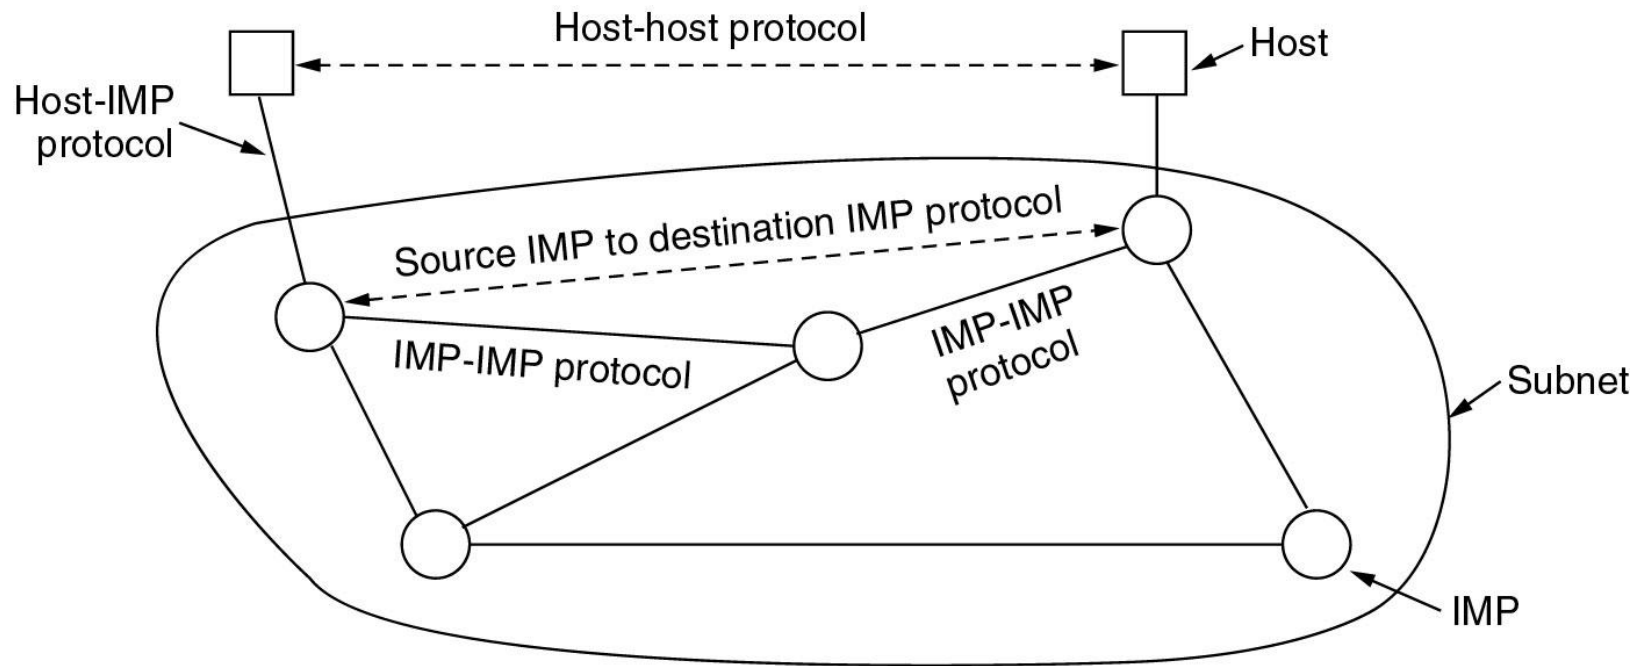 Host-host protocol
Host
Host-IMP
protocol
Source IMP to destination IMP protocol
IMP-IMP protocol
IMP-IMP
protocol
Subnet
IMP